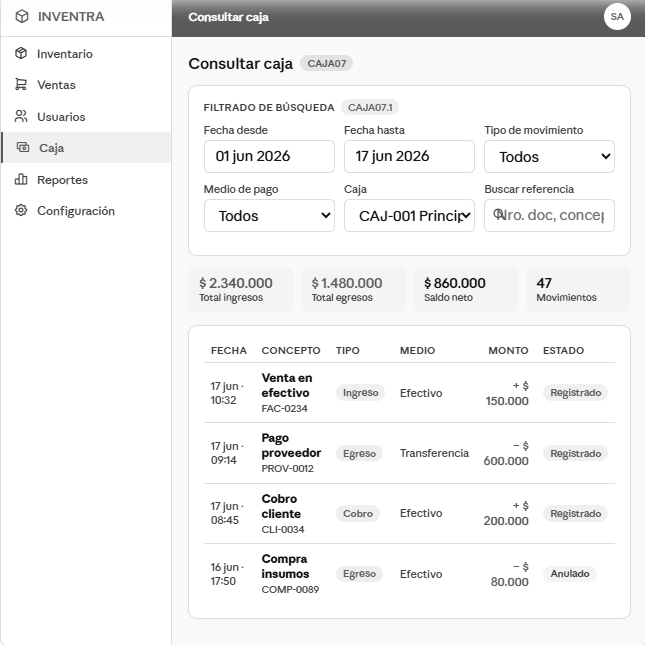 INVENTRA
Consultar caja
SA
Inventario
Ventas
Usuarios
Caja
Reportes
Configuración
Consultar caja CAJA07
FILTRADO DE BÚSQUEDA CAJA07.1
Fecha desde Fecha hasta Tipo de movimiento
01 jun 2026 17 jun 2026 Todos
Medio de pago Caja Buscar referencia
Todos CAJ-001 Princip Nro. doc, concep
$ 2.340.000 $ 1.480.000 $ 860.000 47
Total ingresos Total egresos Saldo neto Movimientos
FECHA CONCEPTO TIPO MEDIO MONTO ESTADO
17 jun ·
10:32
Venta en
efectivo
FAC-0234
Ingreso
Efectivo
+ $
150.000
Registrado
17 jun ·
09:14
Pago
proveedor
PROV-0012
Egreso
Transferencia
− $
600.000
Registrado
17 jun ·
08:45
Cobro
cliente
CLI-0034
Cobro
Efectivo
+ $
200.000
Registrado
16 jun ·
17:50
Compra
insumos
COMP-0089
Egreso
Efectivo
− $
80.000
Anulado